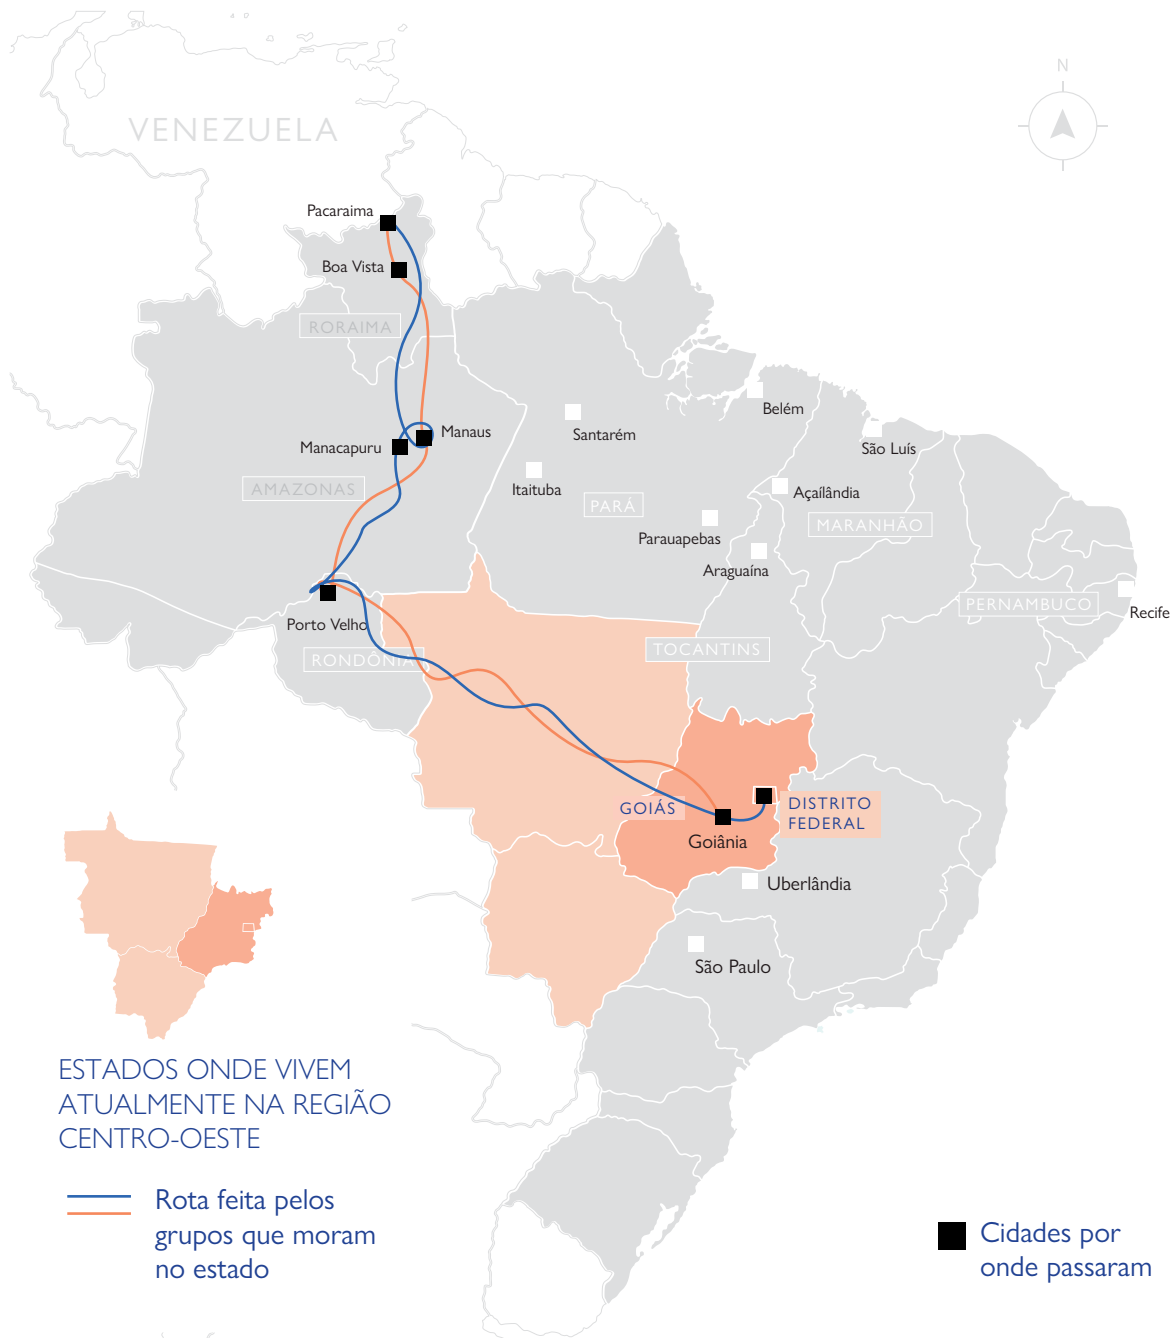 N
VENEZUELA
Pacaraima
Boa Vista
RORAIMA
Belém
Santarém
Manaus
São Luís
Manacapuru
AMAZONAS
Itaituba
Açaílândia
PARÁ
MARANHÃO
Parauapebas
Araguaína
PERNAMBUCO
Recife
Porto Velho
RONDÔNIA
TOCANTINS
GOIÁS
DISTRITO
FEDERAL
Goiânia
Uberlândia
São Paulo
ESTADOS ONDE VIVEM
ATUALMENTE NA REGIÃO
CENTRO-OESTE
Rota feita pelos
grupos que moram
no estado
Cidades por
onde passaram